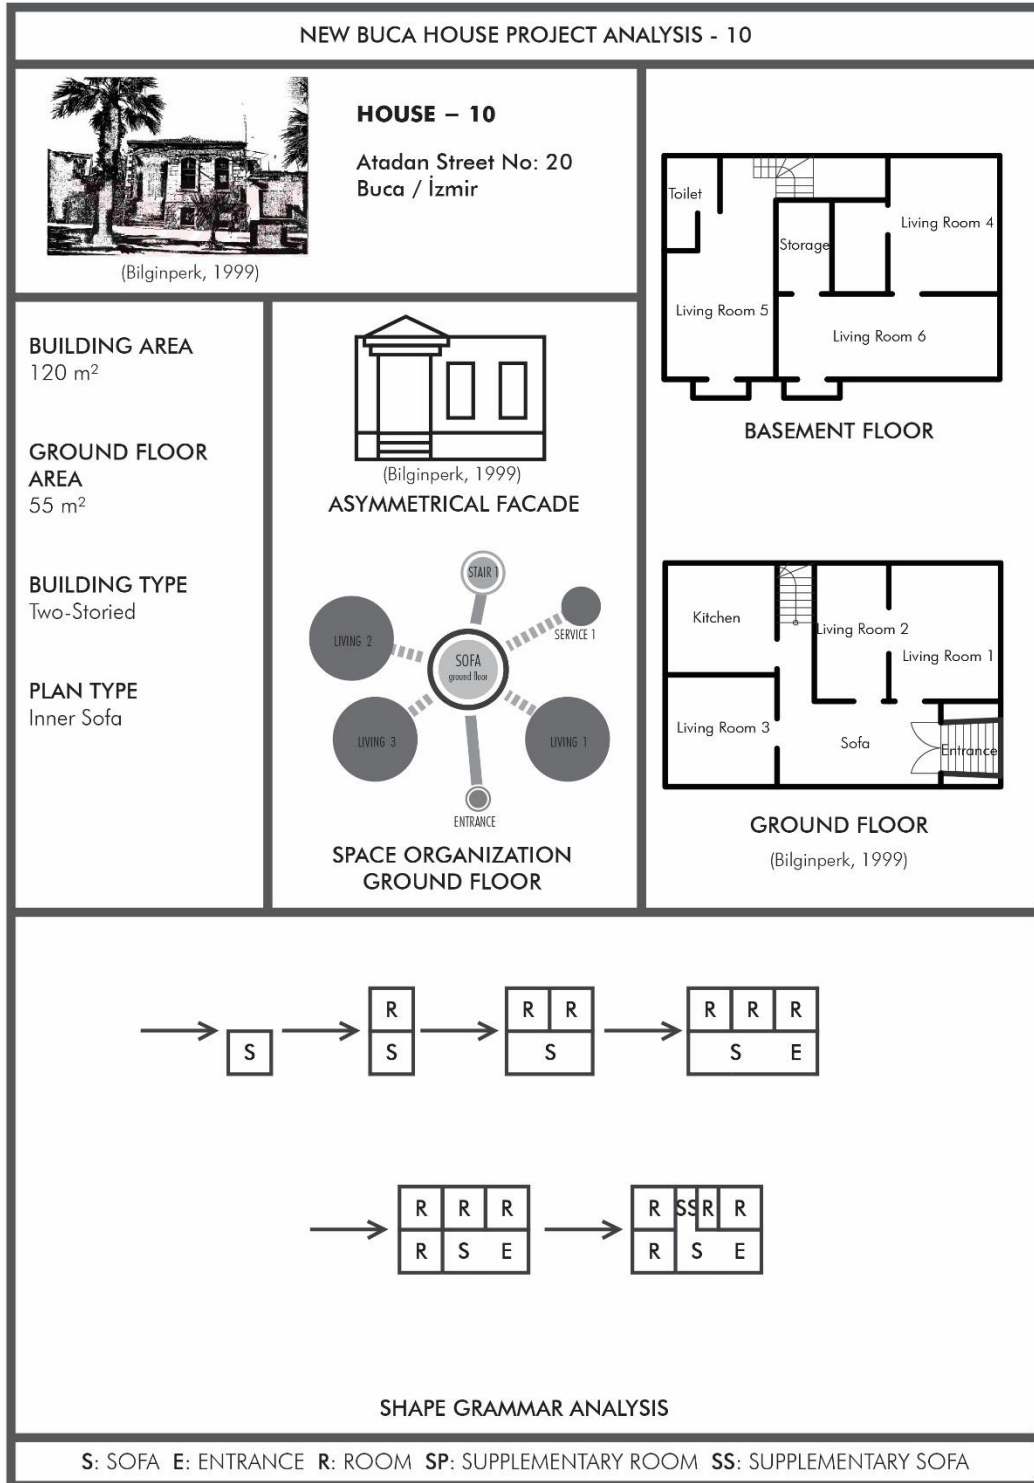 NEW BUCA HOUSE PROJECT ANALYSIS - 10
HOUSE – 10
Atadan Street No: 20
Buca / İzmir
(Bilginperk, 1999)
BUILDING AREA
120 m²
GROUND FLOOR
AREA
55 m²
BUILDING TYPE
Two-Storied
PLAN TYPE
Inner Sofa
(Bilginperk, 1999)
ASYMMETRICAL FACADE
STAIR 1
SERVICE 1
LIVING 2
SOFA
ground floor
LIVING 3
LIVING 1
ENTRANCE
SPACE ORGANIZATION
GROUND FLOOR
Toilet
Living Room 4
Storage
Living Room 5
Living Room 6
BASEMENT FLOOR
Kitchen
Living Room 2
Living Room 1
Living Room 3
Sofa
Entrance
GROUND FLOOR
(Bilginperk, 1999)
S
R
S
R R
S
R R R
S E
R R R
R S E
R SS R R
R S E
SHAPE GRAMMAR ANALYSIS
S: SOFA E: ENTRANCE R: ROOM SP: SUPPLEMENTARY ROOM SS: SUPPLEMENTARY SOFA